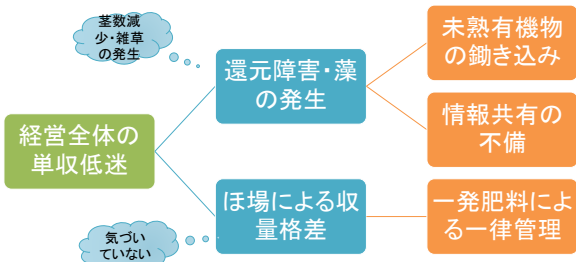 茎数減
少・雑草
の発生
還元障害・藻
の発生
未熟有機物
の鋤き込み
情報共有の
不備
経営全体の
単収低迷
ほ場による収
量格差
一発肥料によ
る一律管理
気づい
ていない